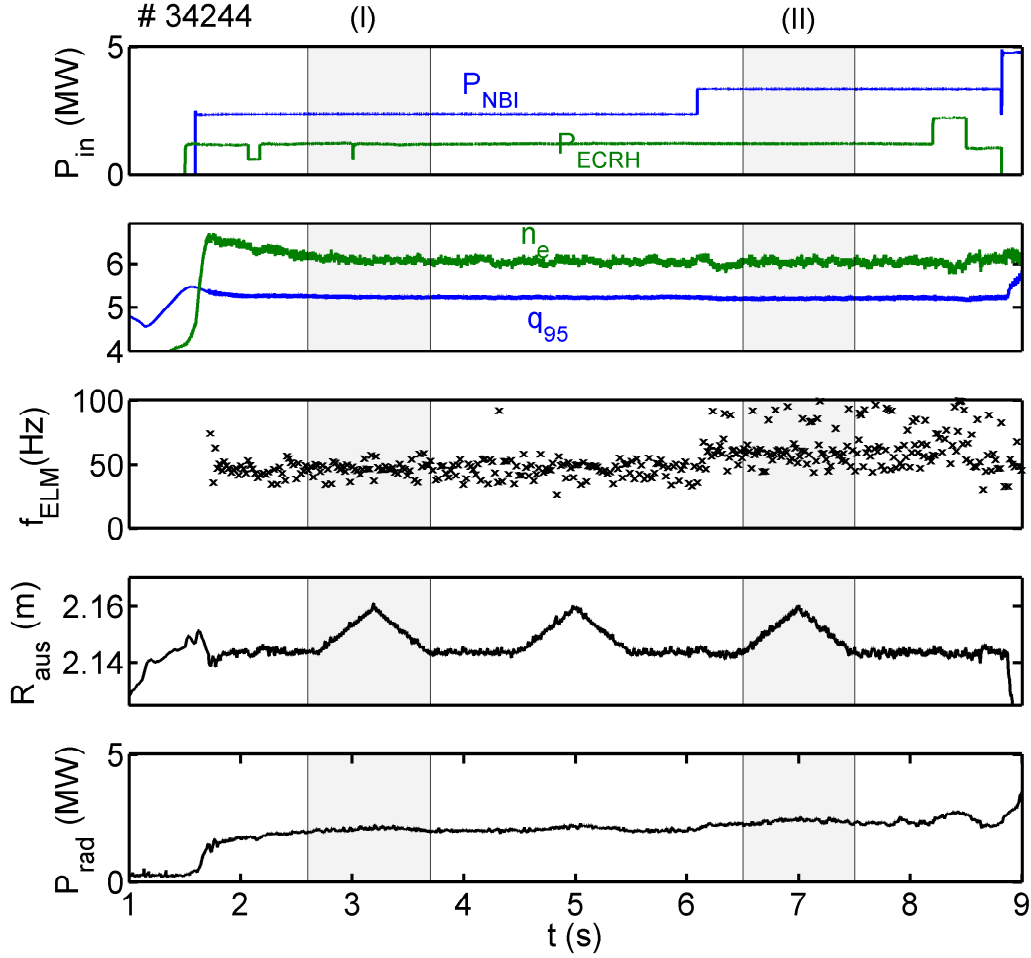 # 34244 (I) (II)
P_in (MW)
5
0
P_NBI
P_ECRH
6
5
4
n_e
q_95
f_ELM(Hz)
100
50
0
R_aus (m)
2.16
2.14
P_rad (MW)
5
0
1 2 3 4 5 6 7 8 9
t (s)